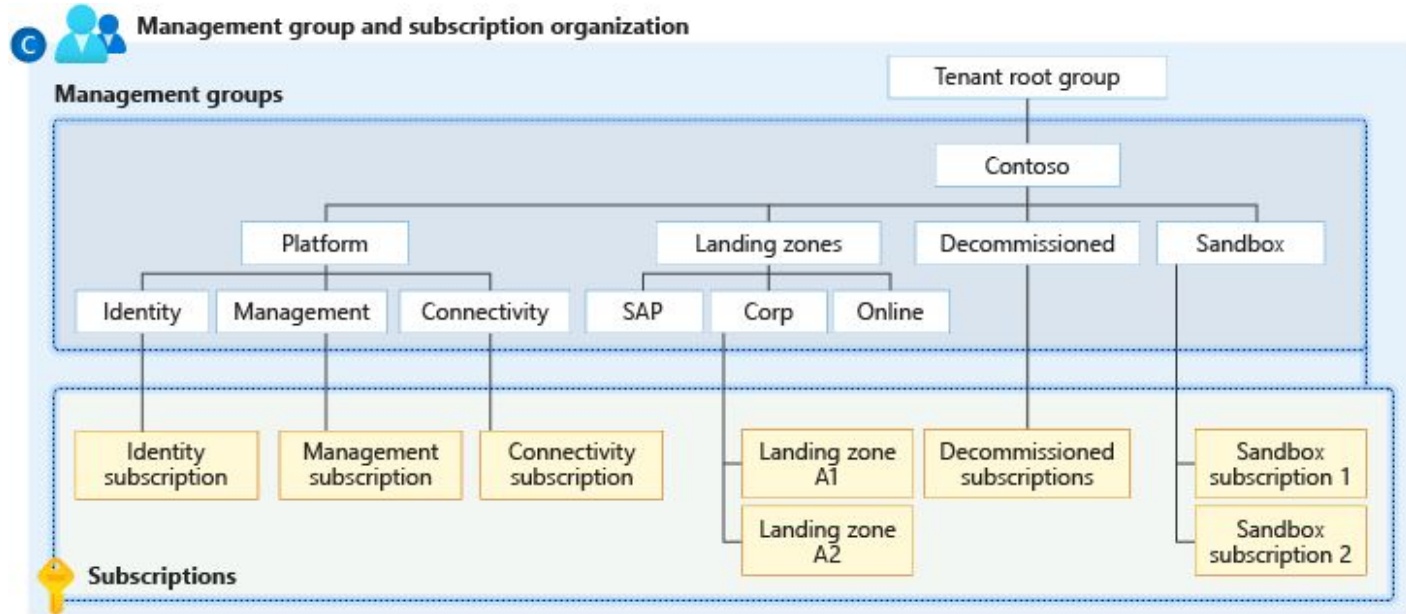 C
Management group and subscription organization
Management groups
Tenant root group
Contoso
Platform
Landing zones
Decommissioned
Sandbox
Identity
Management
Connectivity
SAP
Corp
Online
Identity
subscription
Management
subscription
Connectivity
subscription
Landing zone
A1
Decommissioned
subscriptions
Sandbox
subscription 1
Landing zone
A2
Sandbox
subscription 2
Subscriptions